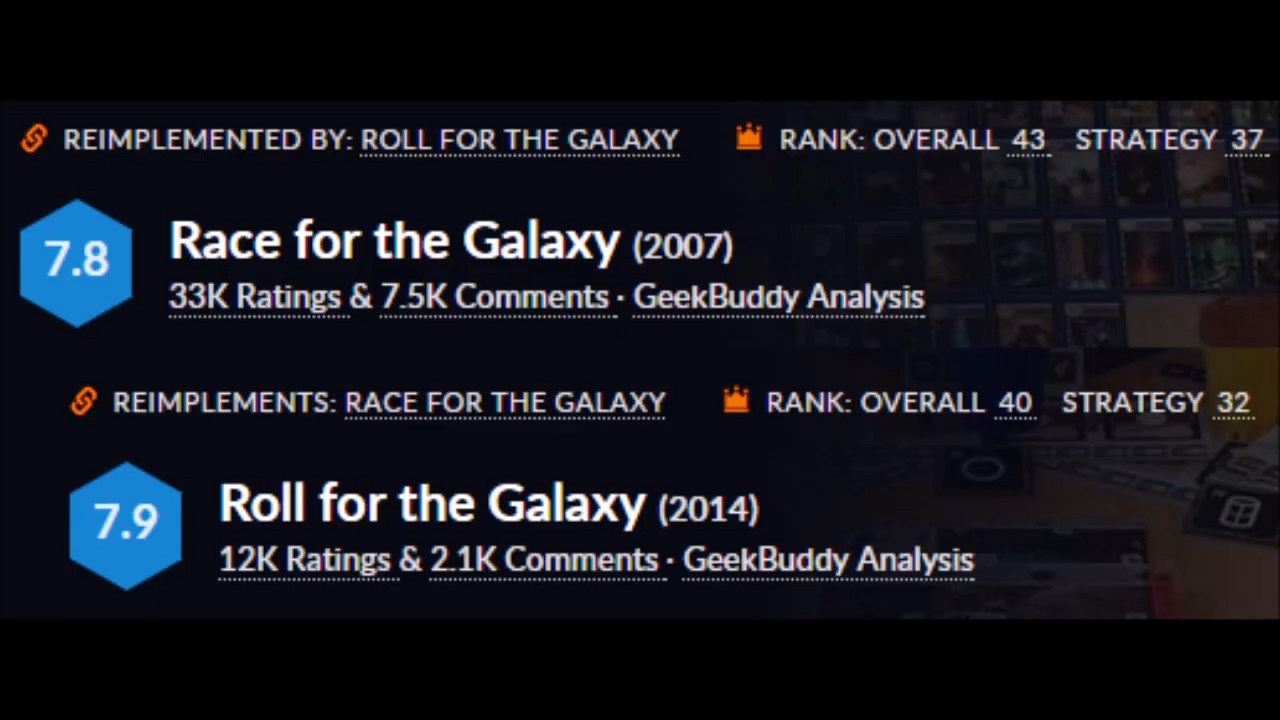 REIMPLEMENTED BY: ROLL FOR THE GALAXY RANK: OVERALL 43 STRATEGY 37
7.8
Race for the Galaxy (2007)
33K Ratings & 7.5K Comments · GeekBuddy Analysis
REIMPLEMENTS: RACE FOR THE GALAXY RANK: OVERALL 40 STRATEGY 32
7.9
Roll for the Galaxy (2014)
12K Ratings & 2.1K Comments · GeekBuddy Analysis